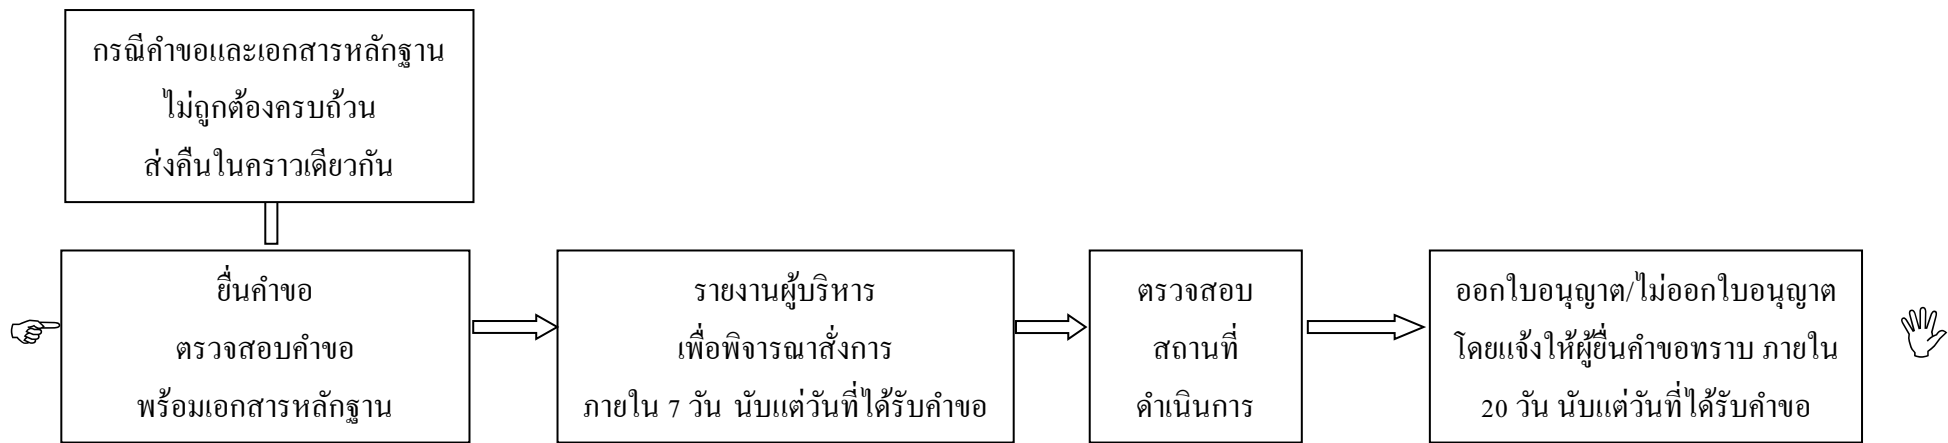 กรณีคำขอและเอกสารหลักฐาน
ไม่ถูกต้องครบถ้วน
ส่งคืนในคราวเดียวกัน
ยื่นคำขอ
ตรวจสอบคำขอ
พร้อมเอกสารหลักฐาน
รายงานผู้บริหาร
เพื่อพิจารณาสั่งการ
ภายใน 7 วัน นับแต่วันที่ได้รับคำขอ
ตรวจสอบ
สถานที่
ดำเนินการ
ออกใบอนุญาต/ไม่ออกใบอนุญาต
โดยแจ้งให้ผู้ยื่นคำขอทราบ ภายใน
20 วัน นับแต่วันที่ได้รับคำขอ